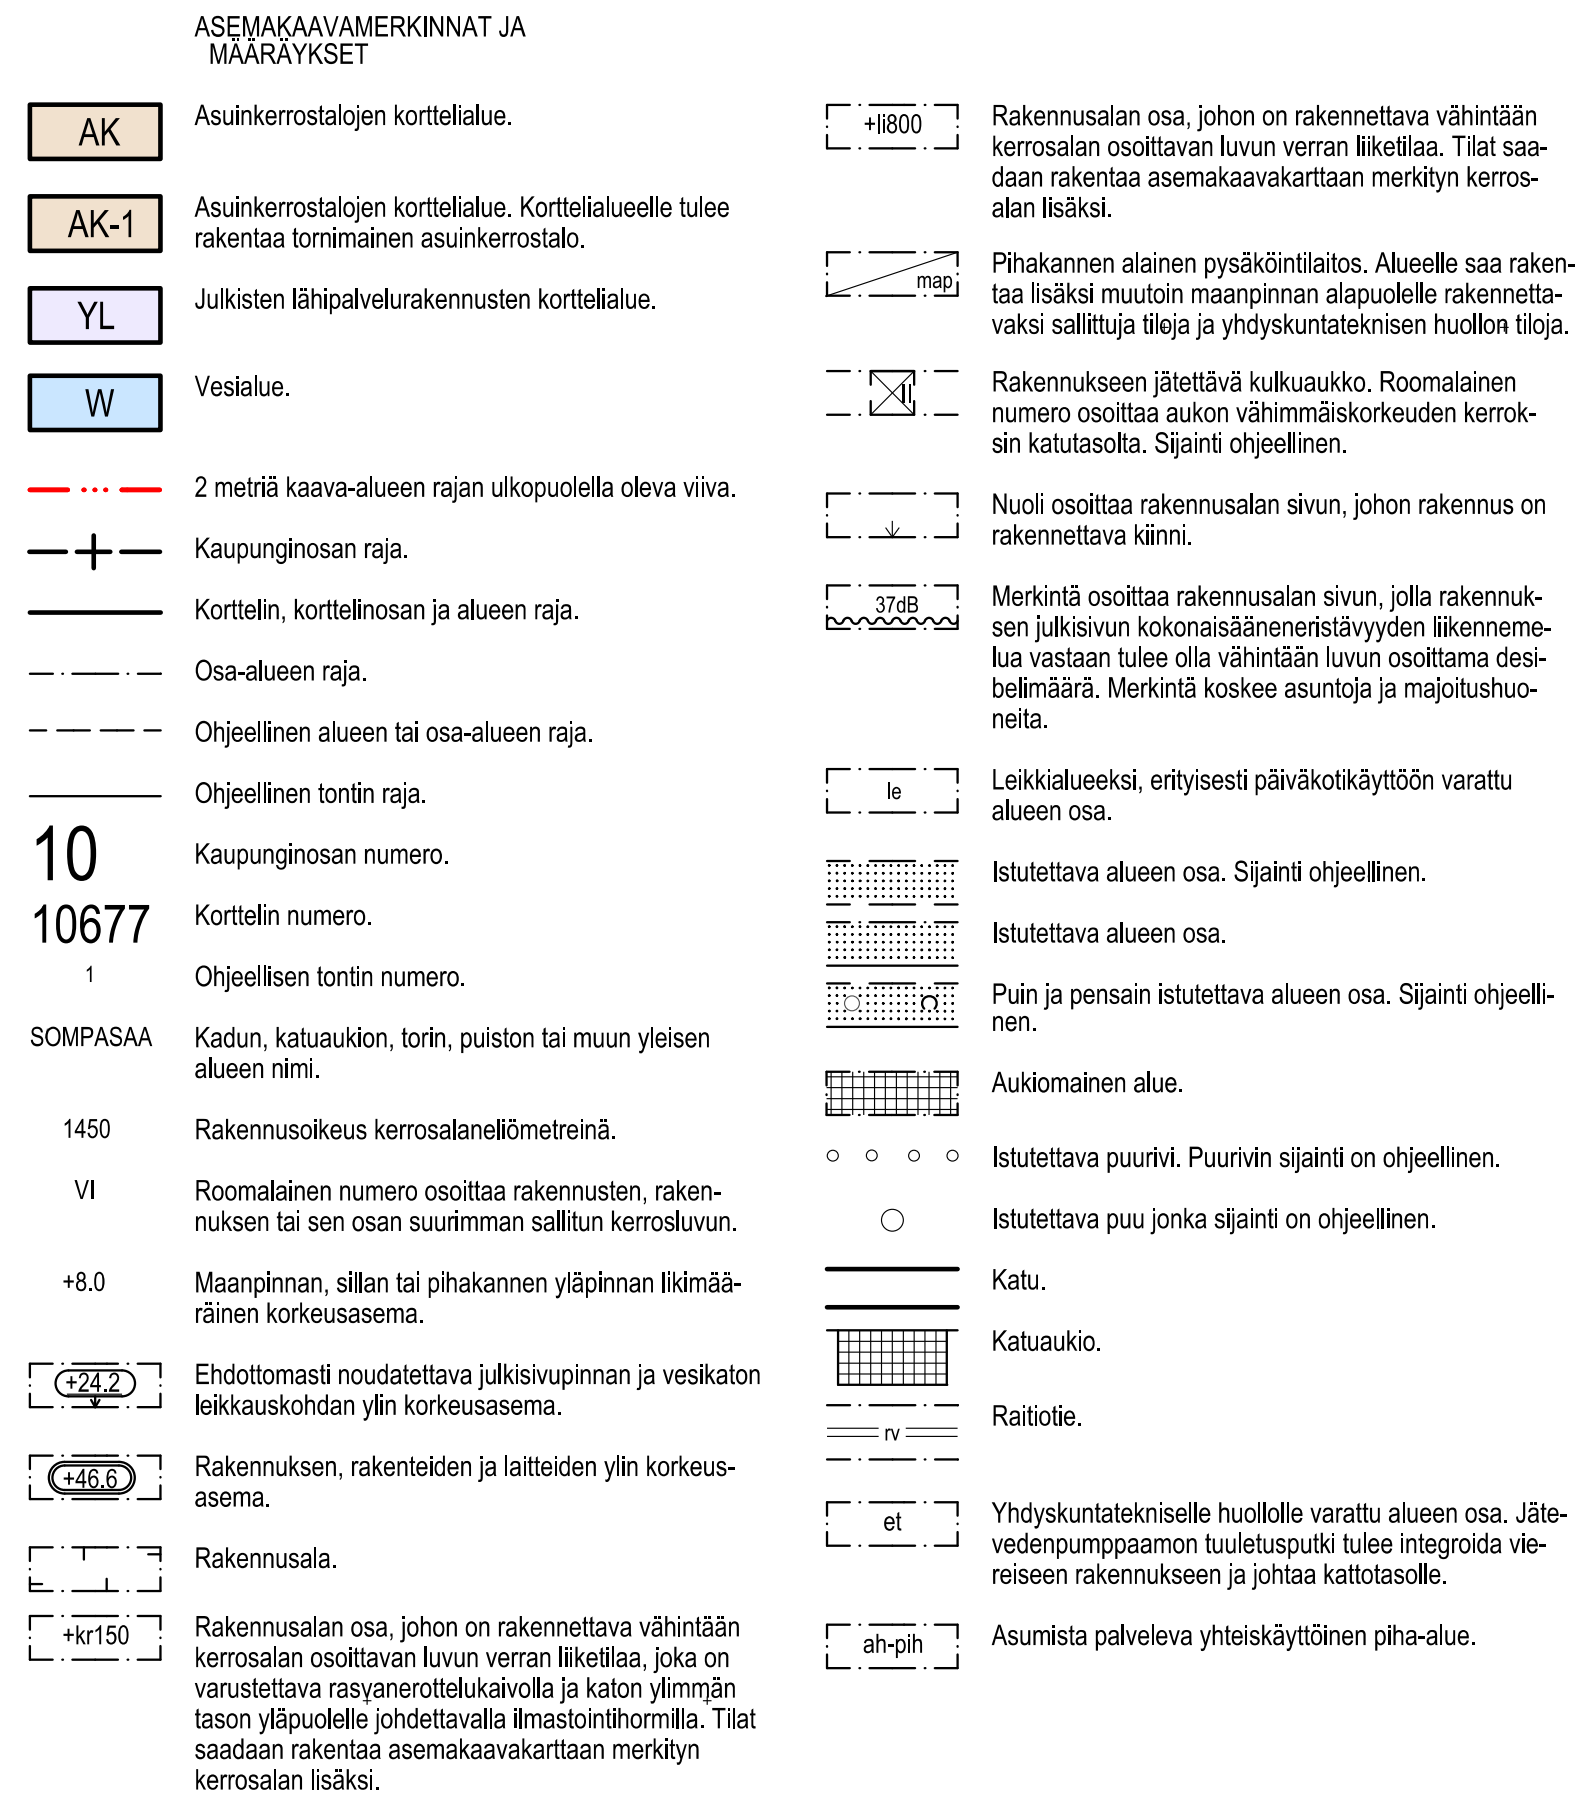 ASEMAKAAVAMERKINNAT JA
MÄÄRÄYKSET
AK
Asuinkerrostalojen korttelialue.
AK-1
Asuinkerrostalojen korttelialue. Korttelialueelle tulee
rakentaa tornimainen asuinkerrostalo.
YL
Julkisten lähipalvelurakennusten korttelialue.
W
Vesialue.
2 metriä kaava-alueen rajan ulkopuolella oleva viiva.
Kaupunginosan raja.
Korttelin, korttelinosan ja alueen raja.
Osa-alueen raja.
Ohjeellinen alueen tai osa-alueen raja.
Ohjeellinen tontin raja.
10
Kaupunginosan numero.
10677
Korttelin numero.
1
Ohjeellisen tontin numero.
SOMPASAA
Kadun, katuaukion, torin, puiston tai muun yleisen
alueen nimi.
1450
Rakennusoikeus kerrosalaneliömetreinä.
VI
Roomalainen numero osoittaa rakennusten, raken-
nuksen tai sen osan suurimman sallitun kerrosluvun.
+8.0
Maanpinnan, sillan tai pihakannen yläpinnan likimää-
räinen korkeusasema.
+24.2
Ehdottomasti noudatettava julkisivupinnan ja vesikaton
leikkauskohdan ylin korkeusasema.
+46.6
Rakennuksen, rakenteiden ja laitteiden ylin korkeus-
asema.
Rakennusala.
+kr150
Rakennusalan osa, johon on rakennettava vähintään
kerrosalan osoittavan luvun verran liiketilaa, joka on
varustettava rasvanerottelukaivolla ja katon ylimmän
tason yläpuolelle johdettavalla ilmastointihormilla. Tilat
saadaan rakentaa asemakaavakarttaan merkityn
kerrosalan lisäksi.
+li800
Rakennusalan osa, johon on rakennettava vähintään
kerrosalan osoittavan luvun verran liiketilaa. Tilat saa-
daan rakentaa asemakaavakarttaan merkityn kerros-
alan lisäksi.
map
Pihakannen alainen pysäköintilaitos. Alueelle saa raken-
taa lisäksi muutoin maanpinnan alapuolelle rakennetta-
vaksi sallittuja tiloja ja yhdyskuntateknisen huollon tiloja.
II
Rakennukseen jätettävä kulkuaukko. Roomalainen
numero osoittaa aukon vähimmäiskorkeuden kerrok-
sin katutasolta. Sijainti ohjeellinen.
Nuoli osoittaa rakennusalan sivun, johon rakennus on
rakennettava kiinni.
37dB
Merkintä osoittaa rakennusalan sivun, jolla rakennuk-
sen julkisivun kokonaisääneneristävyyden liikenneme-
lua vastaan tulee olla vähintään luvun osoittama desi-
belimäärä. Merkintä koskee asuntoja ja majoitushuo-
neita.
le
Leikkialueeksi, erityisesti päiväkotikäyttöön varattu
alueen osa.
Istutettava alueen osa. Sijainti ohjeellinen.
Istutettava alueen osa.
Puin ja pensain istutettava alueen osa. Sijainti ohjeelli-
nen.
Aukiomainen alue.
Istutettava puurivi. Puurivin sijainti on ohjeellinen.
Istutettava puu jonka sijainti on ohjeellinen.
Katu.
Katuaukio.
rv
Raitiotie.
et
Yhdyskuntatekniselle huollolle varattu alueen osa. Jäte-
vedenpumppaamon tuuletusputki tulee integroida vie-
reiseen rakennukseen ja johtaa kattotasolle.
ah-pih
Asumista palveleva yhteiskäyttöinen piha-alue.